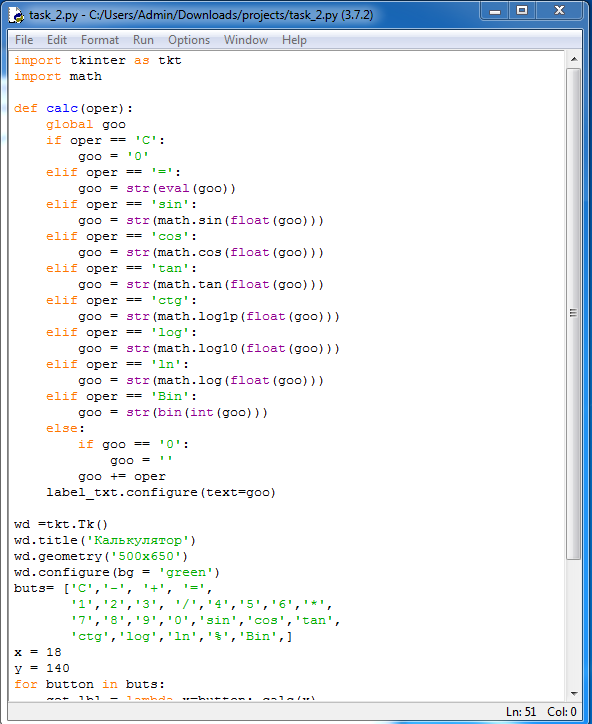 task_2.py - C:/Users/Admin/Downloads/projects/task_2.py (3.7.2)
File Edit Format Run Options Window Help
import tkinter as tkt
import math

def calc(oper):
    global goo
    if oper == 'C':
        goo = '0'
    elif oper == '=':
        goo = str(eval(goo))
    elif oper == 'sin':
        goo = str(math.sin(float(goo)))
    elif oper == 'cos':
        goo = str(math.cos(float(goo)))
    elif oper == 'tan':
        goo = str(math.tan(float(goo)))
    elif oper == 'ctg':
        goo = str(math.log1p(float(goo)))
    elif oper == 'log':
        goo = str(math.log10(float(goo)))
    elif oper == 'ln':
        goo = str(math.log(float(goo)))
    elif oper == 'Bin':
        goo = str(bin(int(goo)))
    else:
        if goo == '0':
            goo = ''
        goo += oper
    label_txt.configure(text=goo)

wd =tkt.Tk()
wd.title('Калькулятор')
wd.geometry('500x650')
wd.configure(bg = 'green')
buts= ['C','-', '+', '=',
       '1','2','3', '/','4','5','6','*',
       '7','8','9','0','sin','cos','tan',
       'ctg','log','ln','%','Bin',]
x = 18
y = 140
for button in buts:
    get_lbl = lambda x=button: calc(x)
Ln: 51 Col: 0